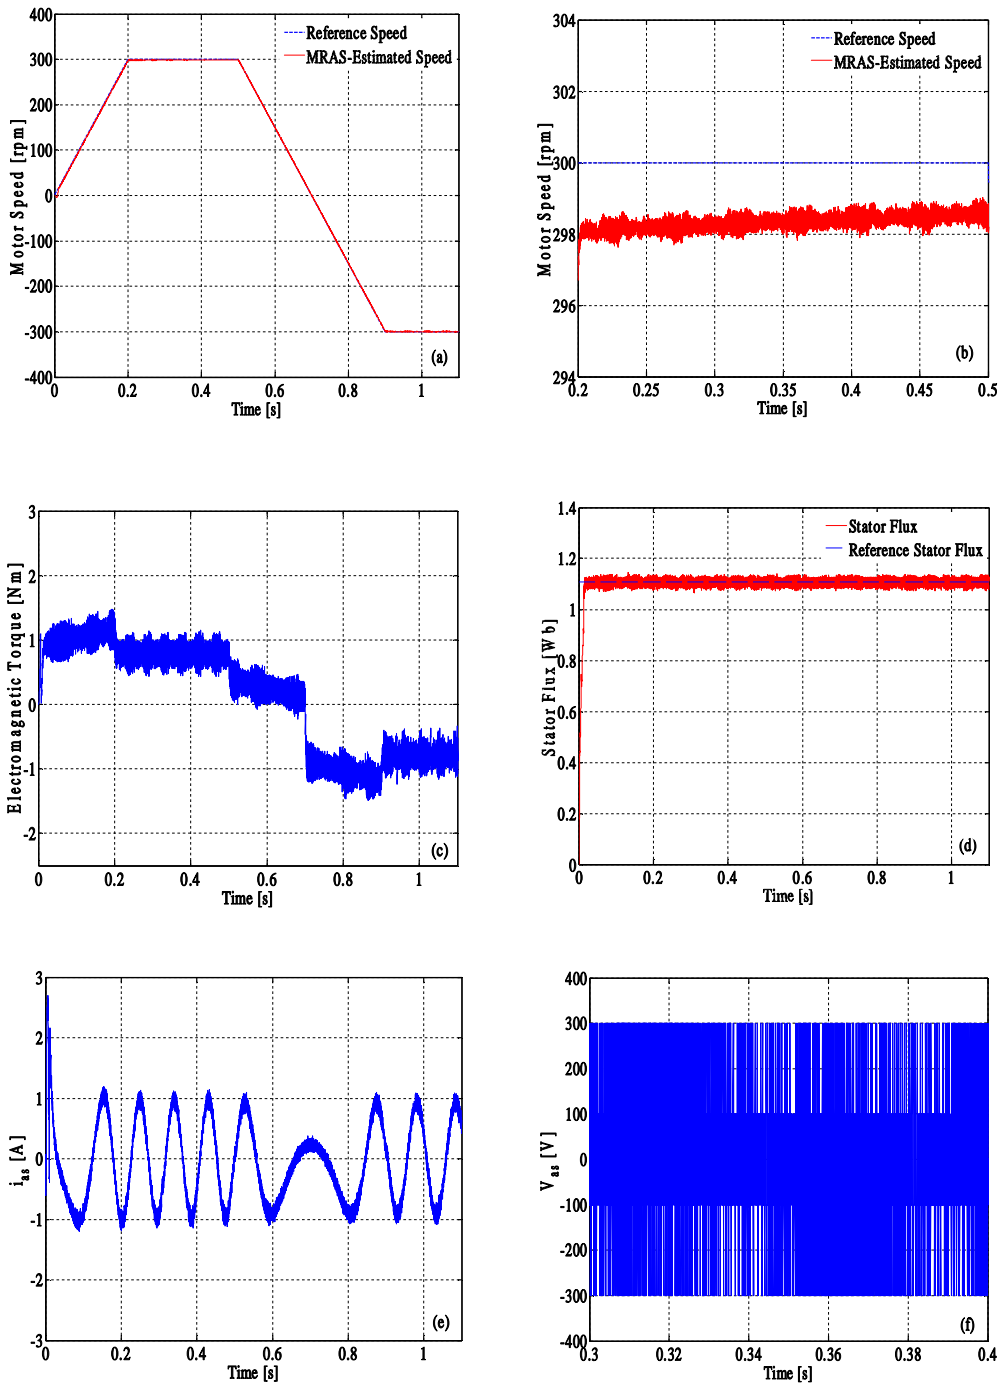 400
300
200
100
0
-100
-200
-300
-400
Motor Speed [rpm]
Reference Speed
MRAS-Estimated Speed
(a)
0 0.2 0.4 0.6 0.8 1
Time [s]
304
302
300
298
296
294
Motor Speed [rpm]
Reference Speed
MRAS-Estimated Speed
(b)
0.2 0.25 0.3 0.35 0.4 0.45 0.5
Time [s]
3
2
1
0
-1
-2
Electromagnetic Torque [Nm]
(c)
0 0.2 0.4 0.6 0.8 1
Time [s]
1.4
1.2
1
0.8
0.6
0.4
0.2
0
Stator Flux [Wb]
Stator Flux
Reference Stator Flux
(d)
0 0.2 0.4 0.6 0.8 1
Time [s]
3
2
1
0
-1
-2
-3
ias [A]
(e)
0 0.2 0.4 0.6 0.8 1
Time [s]
400
300
200
100
0
-100
-200
-300
-400
Vas [V]
(f)
0.3 0.32 0.34 0.36 0.38 0.4
Time [s]